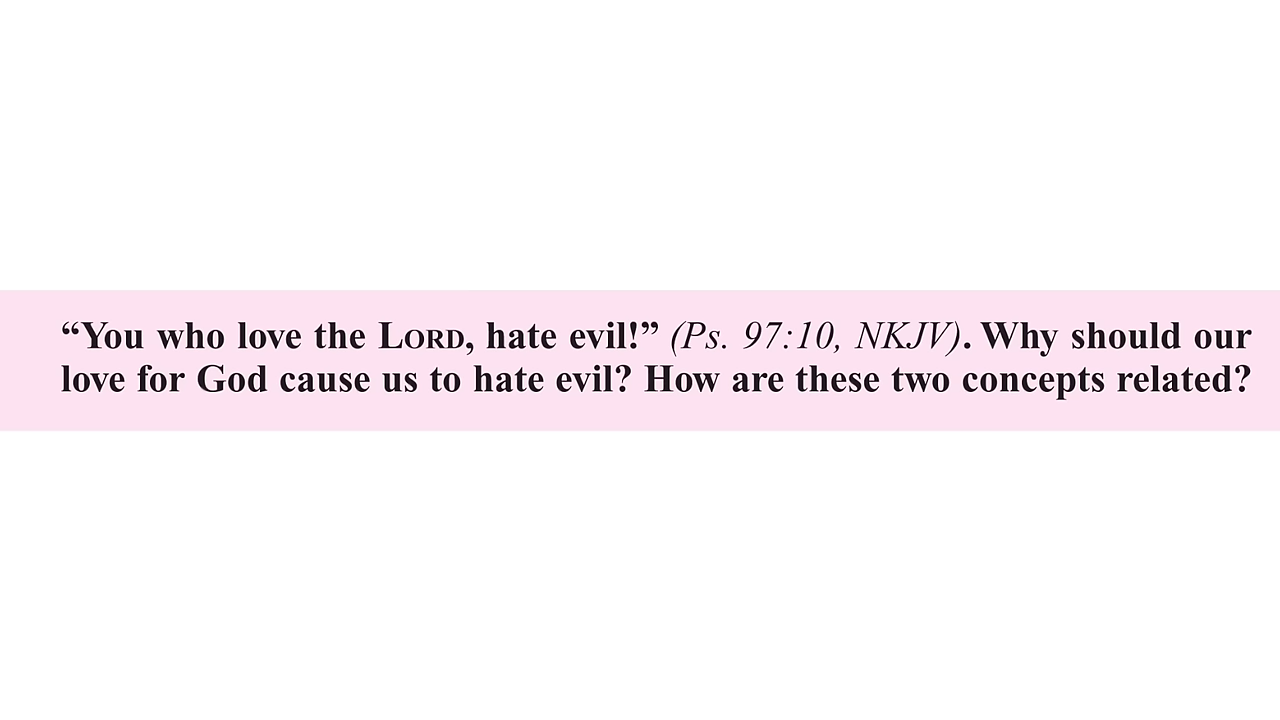 “You who love the LORD, hate evil!” (Ps. 97:10, NKJV). Why should our
love for God cause us to hate evil? How are these two concepts related?